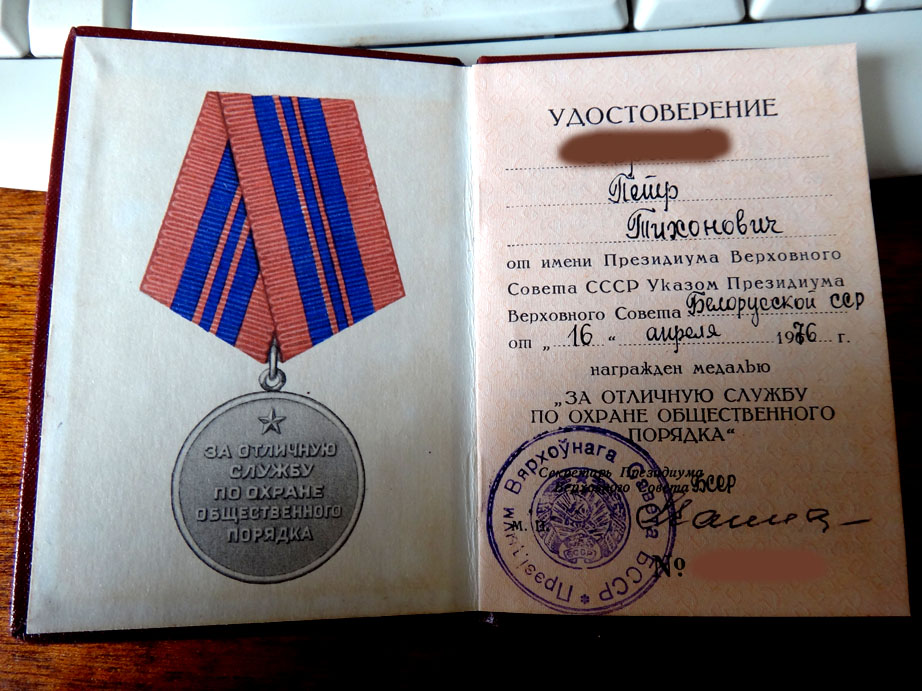 ЗА ОТЛИЧНУЮ
СЛУЖБУ
ПО ОХРАНЕ
ОБЩЕСТВЕННОГО
ПОРЯДКА
УДОСТОВЕРЕНИЕ
Петр
Тихонович
от имени Президиума Верховного
Совета СССР Указом Президиума
Верховного Совета Белорусской ССР
от „ 16 “ апреля 1976 г.
награжден медалью
„ЗА ОТЛИЧНУЮ СЛУЖБУ
ПО ОХРАНЕ ОБЩЕСТВЕННОГО
ПОРЯДКА“
Секретарь Президиума
Верховного Совета БССР
М. П.
№
Прэзідыум Вярхоўнага Савета БССР